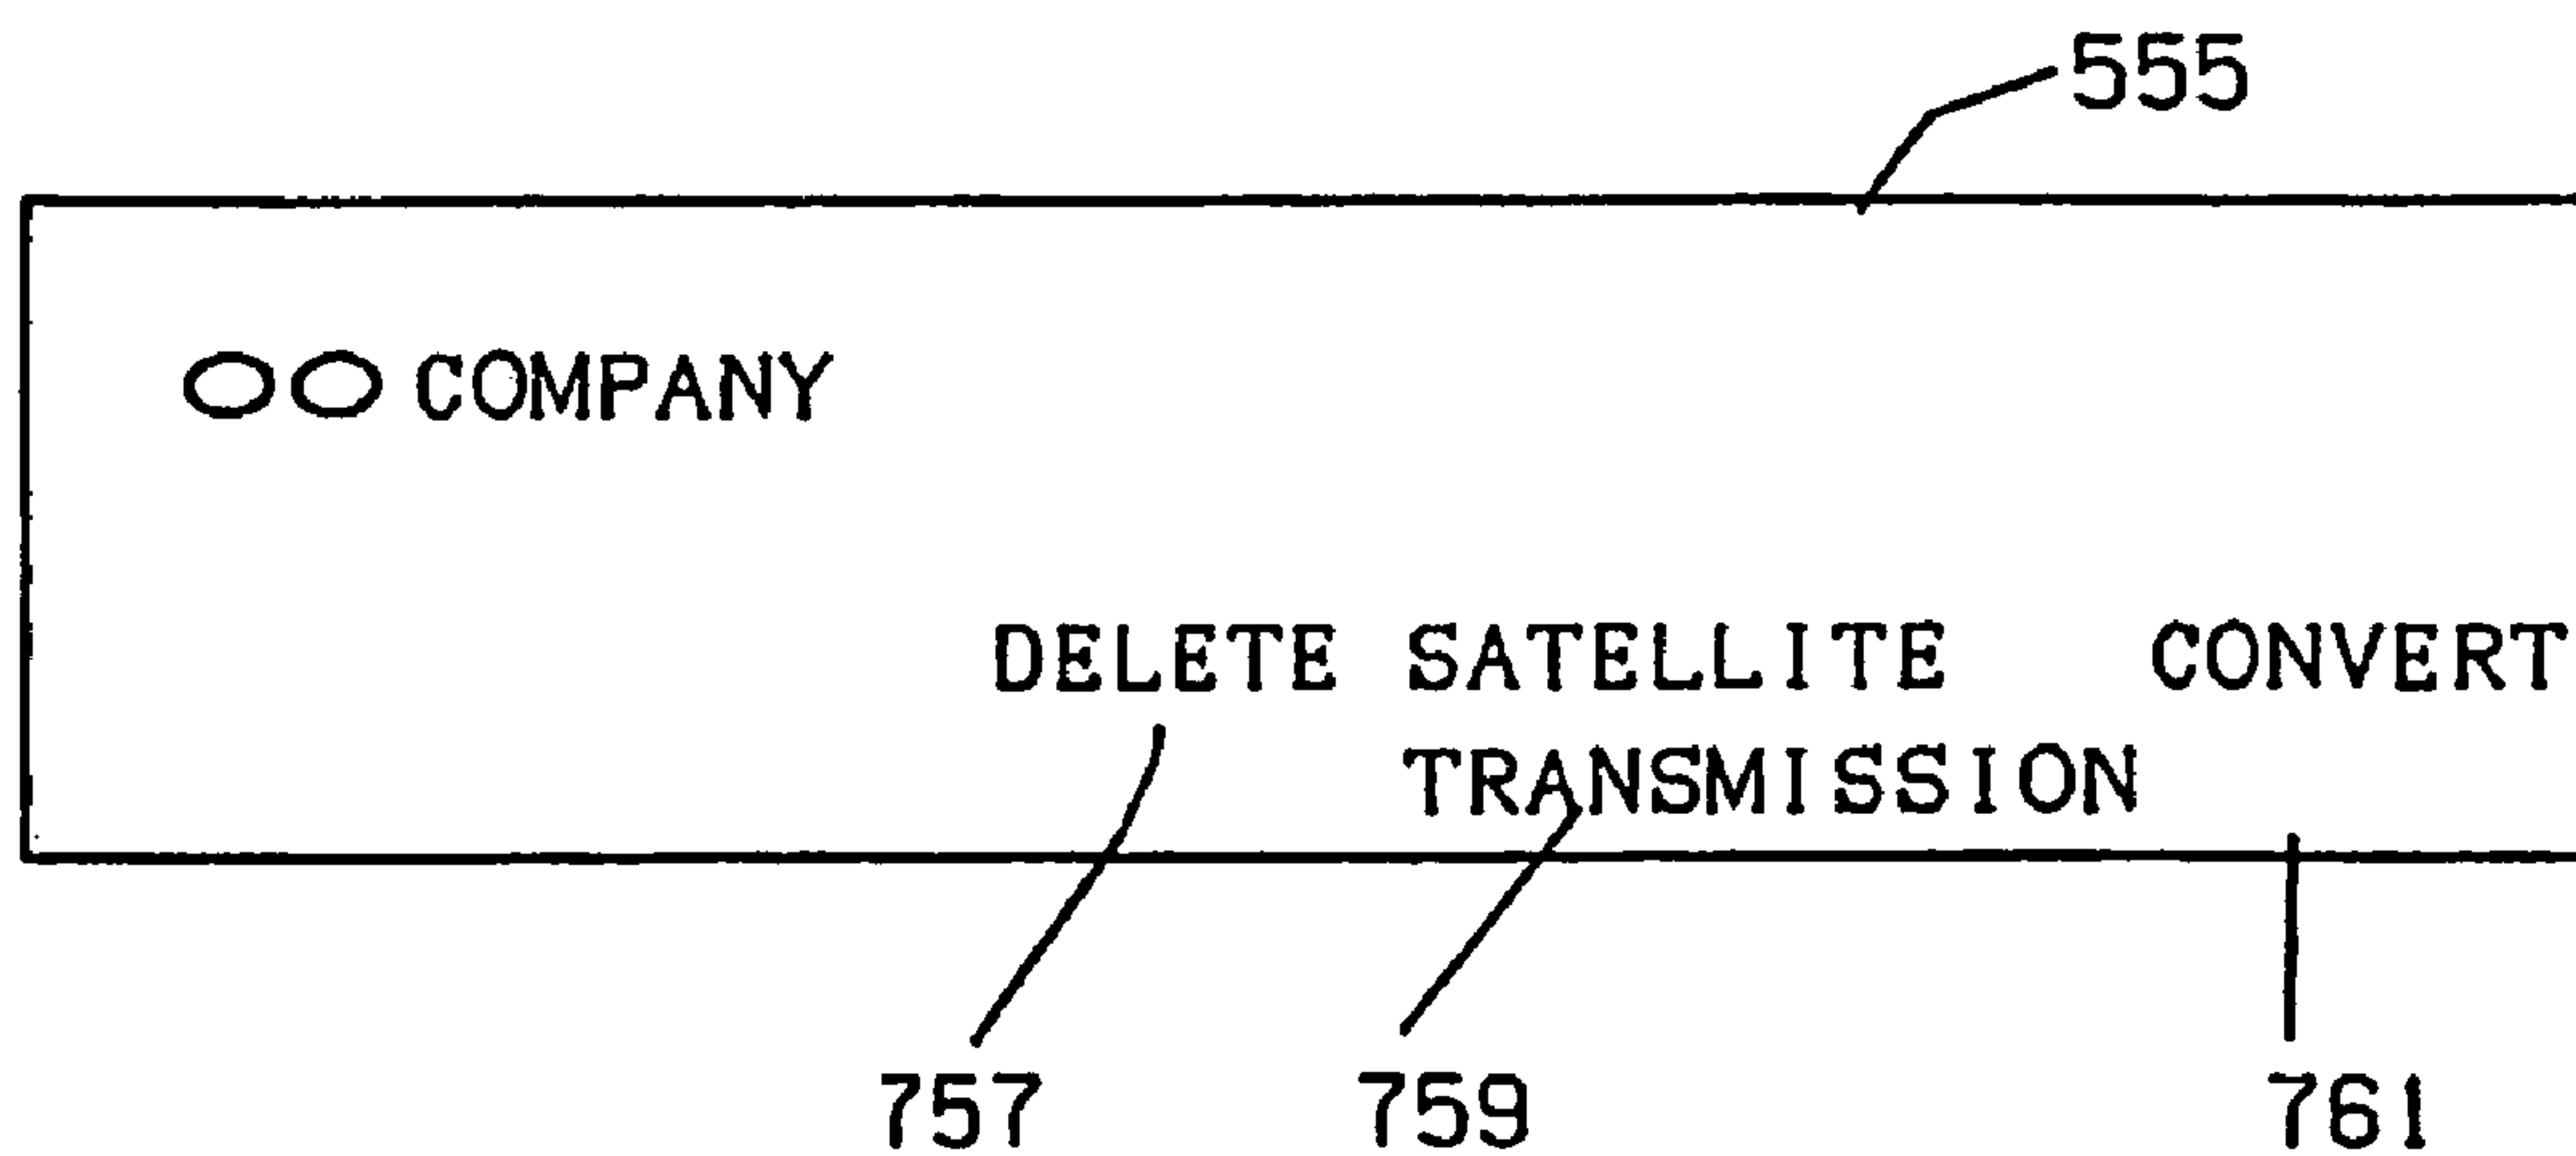 555
○○ COMPANY
DELETE SATELLITE CONVERT
TRANSMISSION
757 759 761